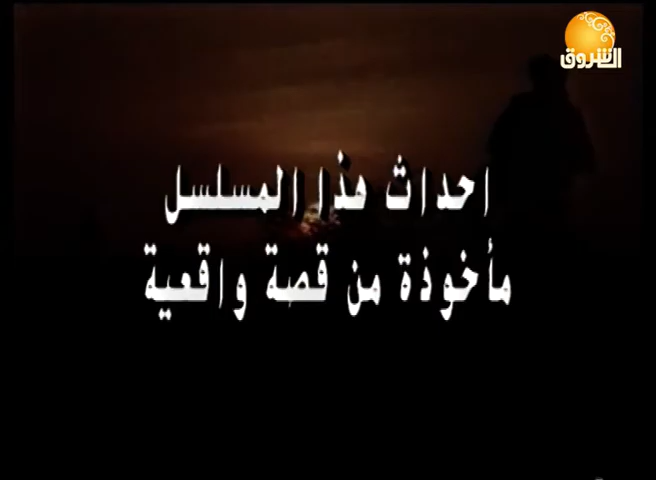 الشروق
احداث هذا المسلسل
مأخوذة من قصة واقعية